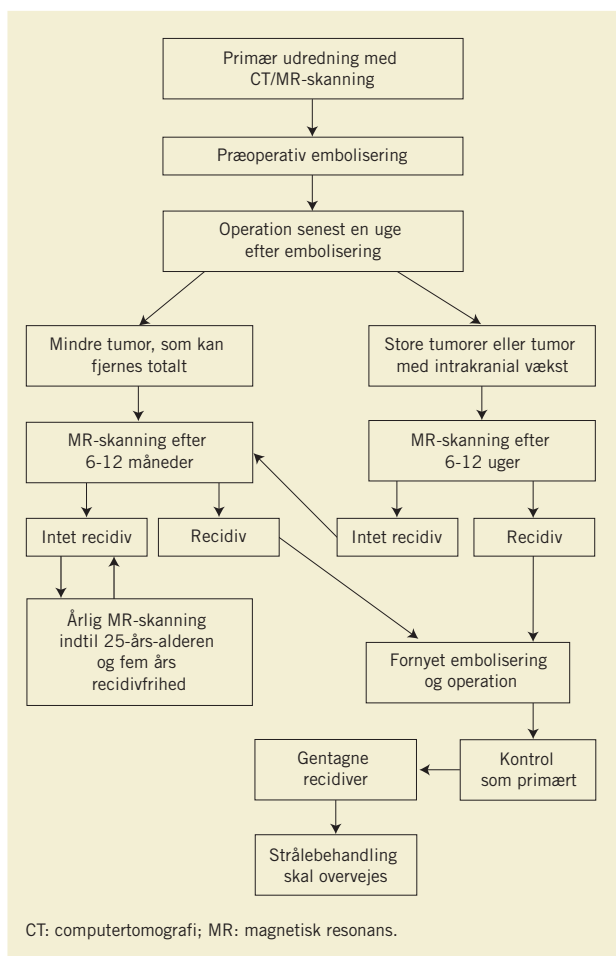 Primær udredning med
CT/MR-skanning
Præoperativ embolisering
Operation senest en uge
efter embolisering
Mindre tumor, som kan
fjernes totalt
Store tumorer eller tumor
med intrakranial vækst
MR-skanning efter
6-12 måneder
MR-skanning efter
6-12 uger
Intet recidiv
Recidiv
Intet recidiv
Recidiv
Årlig MR-skanning
indtil 25-års-alderen
og fem års
recidivfrihed
Fornyet embolisering
og operation
Gentagne
recidiver
Kontrol
som primært
Strålebehandling
skal overvejes
CT: computertomografi; MR: magnetisk resonans.